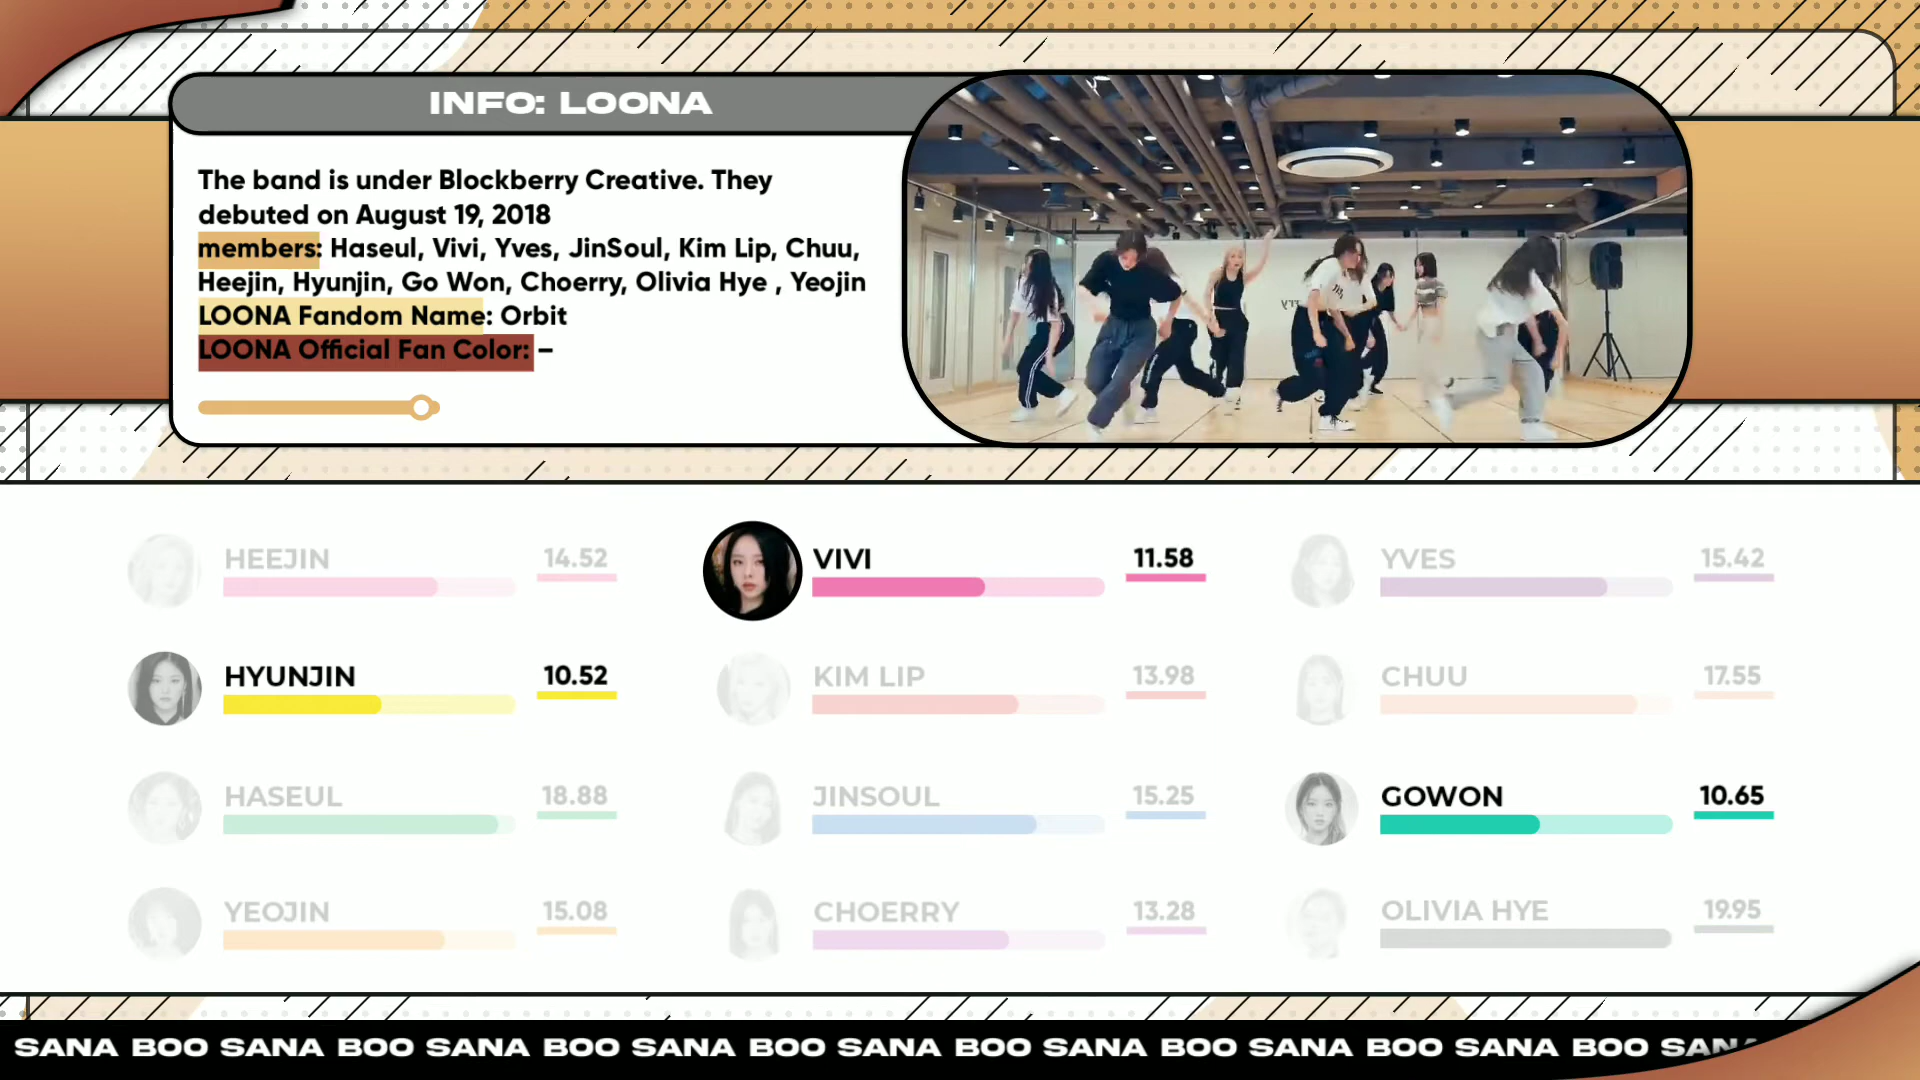 INFO: LOONA
The band is under Blockberry Creative. They
debuted on August 19, 2018
members: Haseul, Vivi, Yves, JinSoul, Kim Lip, Chuu,
Heejin, Hyunjin, Go Won, Choerry, Olivia Hye , Yeojin
LOONA Fandom Name: Orbit
LOONA Official Fan Color: –
HEEJIN 14.52
VIVI 11.58
YVES 15.42
HYUNJIN 10.52
KIM LIP 13.98
CHUU 17.55
HASEUL 18.88
JINSOUL 15.25
GOWON 10.65
YEOJIN 15.08
CHOERRY 13.28
OLIVIA HYE 19.95
SANA BOO SANA BOO SANA BOO SANA BOO SANA BOO SANA BOO SANA BOO SANA BOO SANA